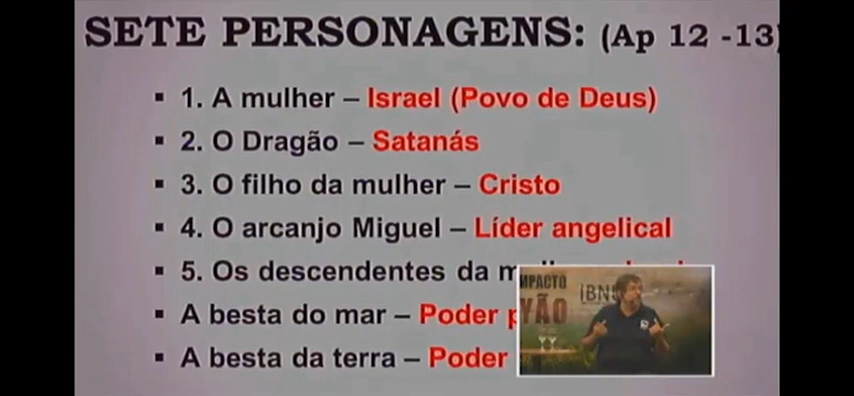 SETE PERSONAGENS: (Ap 12 -13)
▪ 1. A mulher – Israel (Povo de Deus)
▪ 2. O Dragão – Satanás
▪ 3. O filho da mulher – Cristo
▪ 4. O arcanjo Miguel – Líder angelical
▪ 5. Os descendentes da
▪ A besta do mar – Poder
▪ A besta da terra – Poder